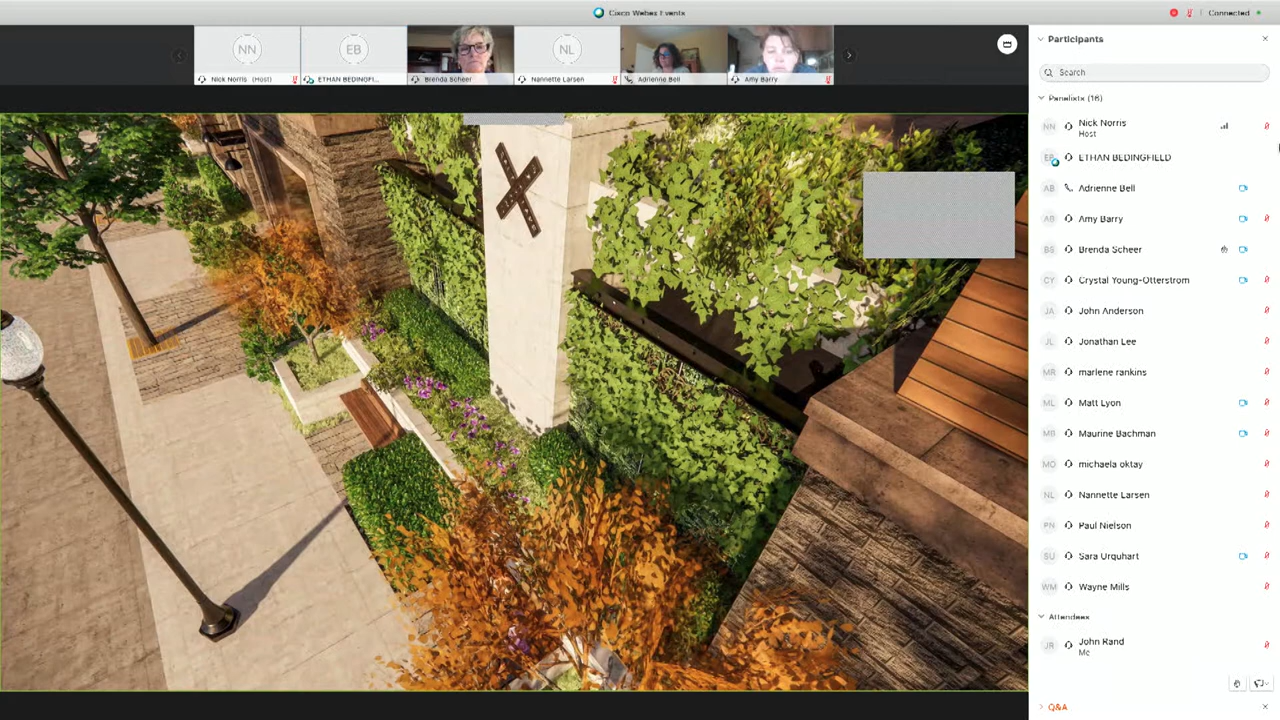 Cisco Webex Events
Connected
NN
EB
NL
Nick Norris (Host)
ETHAN BEDINGFI...
Brenda Scheer
Nannette Larsen
Adrienne Bell
Amy Barry
Participants
Search
Panelists (16)
NN Nick Norris
Host
EB ETHAN BEDINGFIELD
AB Adrienne Bell
AB Amy Barry
BS Brenda Scheer
CY Crystal Young-Otterstrom
JA John Anderson
JL Jonathan Lee
MR marlene rankins
ML Matt Lyon
MB Maurine Bachman
MO michaela oktay
NL Nannette Larsen
PN Paul Nielson
SU Sara Urquhart
WM Wayne Mills
Attendees
JR John Rand
Me
Q&A